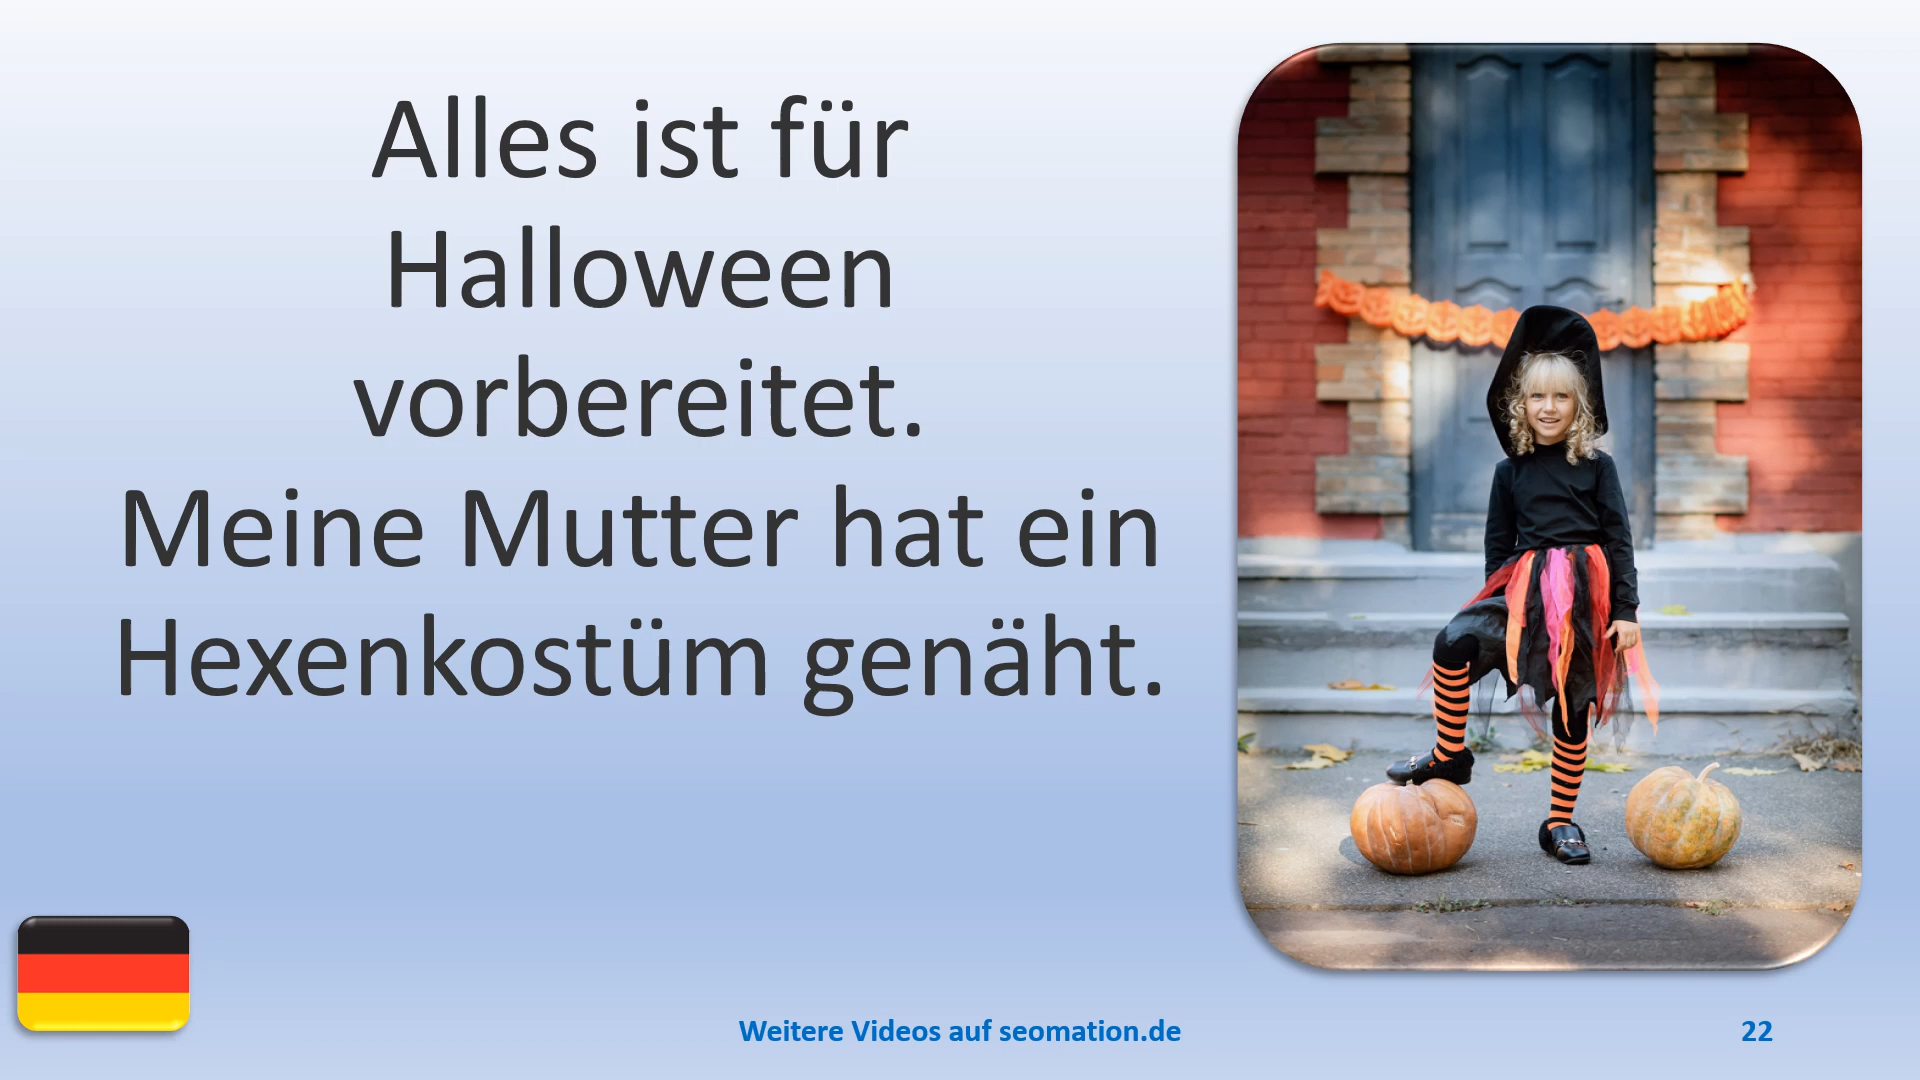 Alles ist für
Halloween
vorbereitet.
Meine Mutter hat ein
Hexenkostüm genäht.
Weitere Videos auf seomation.de
22